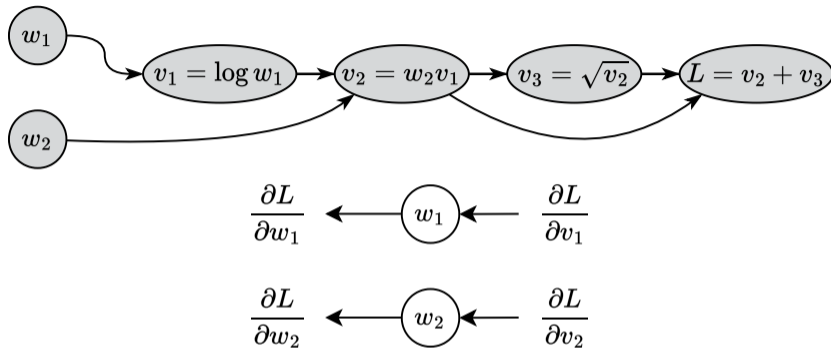 w₁
v₁ = log w₁
v₂ = w₂v₁
v₃ = √v₂
L = v₂ + v₃
w₂
∂L/∂w₁
w₁
∂L/∂v₁
∂L/∂w₂
w₂
∂L/∂v₂